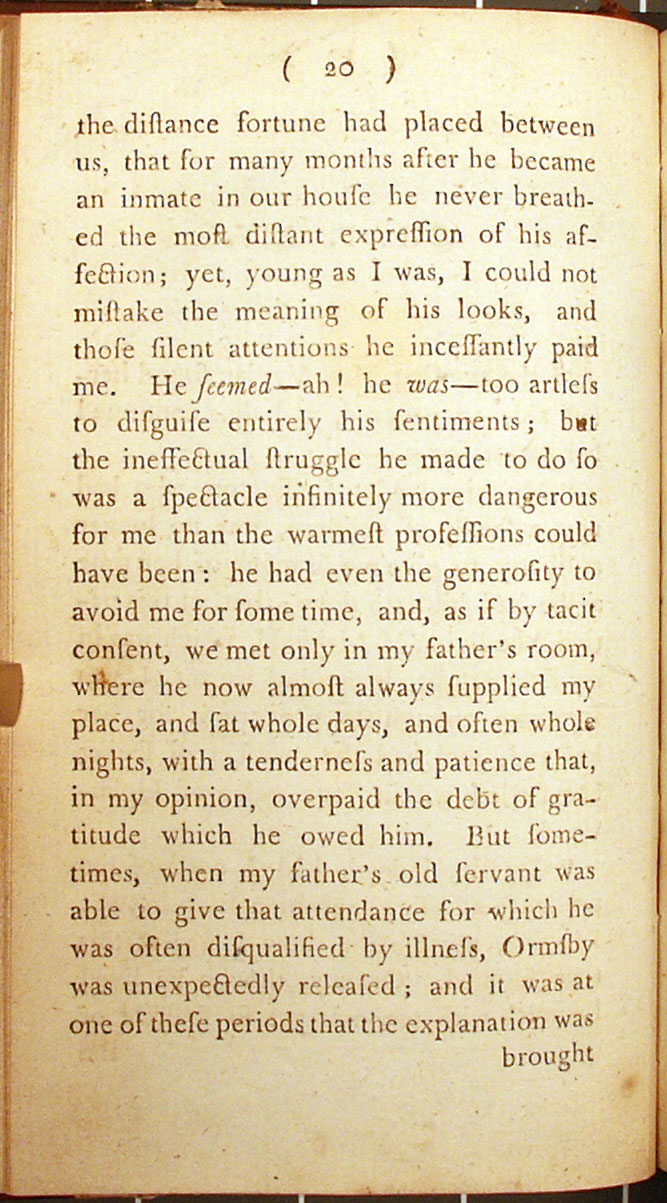 ( 20 )
the diſtance fortune had placed between
us, that for many months after he became
an inmate in our houſe he never breath-
ed the moſt diſtant expreſſion of his af-
fection; yet, young as I was, I could not
miſtake the meaning of his looks, and
thoſe ſilent attentions he inceſſantly paid
me. He ſeemed—ah! he was—too artleſs
to diſguiſe entirely his ſentiments; but
the ineffectual ſtruggle he made to do ſo
was a ſpectacle infinitely more dangerous
for me than the warmeſt profeſſions could
have been: he had even the generoſity to
avoid me for ſome time, and, as if by tacit
conſent, we met only in my father's room,
where he now almoſt always ſupplied my
place, and ſat whole days, and often whole
nights, with a tenderneſs and patience that,
in my opinion, overpaid the debt of gra-
titude which he owed him. But ſome-
times, when my father's old ſervant was
able to give that attendance for which he
was often diſqualified by illneſs, Ormſby
was unexpectedly releaſed; and it was at
one of theſe periods that the explanation was
brought